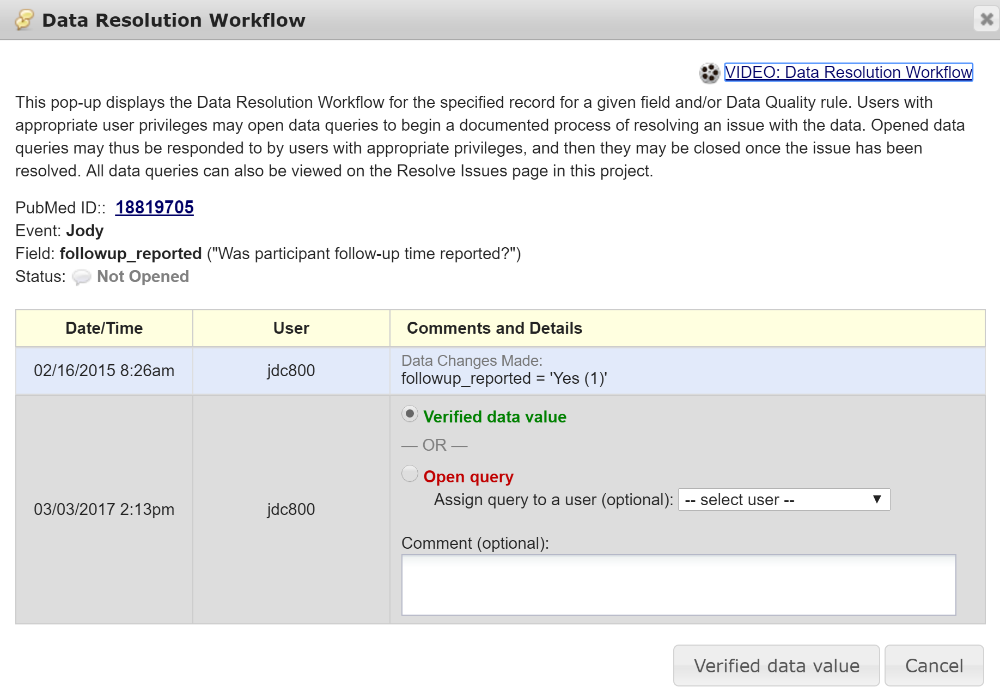 Data Resolution Workflow
VIDEO: Data Resolution Workflow
This pop-up displays the Data Resolution Workflow for the specified record for a given field and/or Data Quality rule. Users with
appropriate user privileges may open data queries to begin a documented process of resolving an issue with the data. Opened data
queries may thus be responded to by users with appropriate privileges, and then they may be closed once the issue has been
resolved. All data queries can also be viewed on the Resolve Issues page in this project.
PubMed ID:: 18819705
Event: Jody
Field: followup_reported ("Was participant follow-up time reported?")
Status: Not Opened
Date/Time User Comments and Details
02/16/2015 8:26am jdc800 Data Changes Made:
followup_reported = 'Yes (1)'
03/03/2017 2:13pm jdc800
Verified data value
— OR —
Open query
Assign query to a user (optional): -- select user --
Comment (optional):
Verified data value Cancel